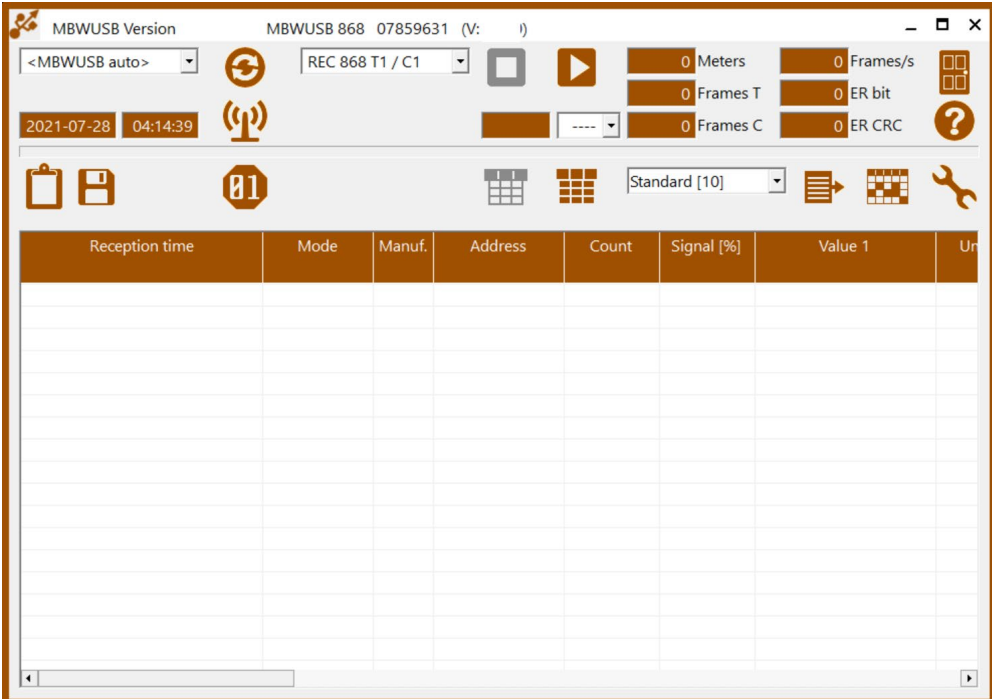 MBWUSB Version MBWUSB 868 07859631 (V: )
<MBWUSB auto> REC 868 T1 / C1 0 Meters 0 Frames/s
0 Frames T 0 ER bit
2021-07-28 04:14:39 ---- 0 Frames C 0 ER CRC
?
01 Standard [10]
Reception time Mode Manuf. Address Count Signal [%] Value 1 Un